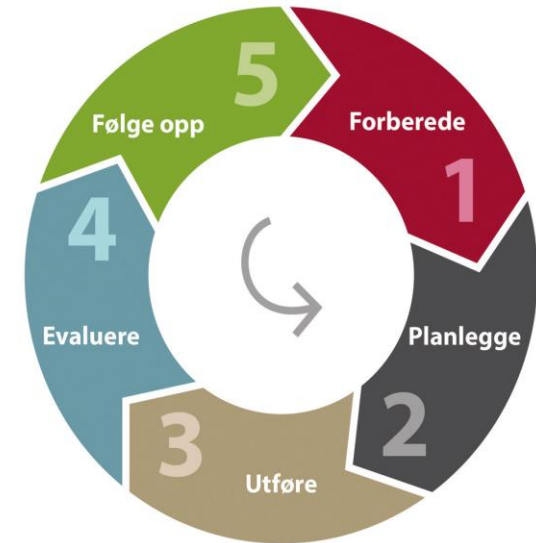 1
Forberede
2
Planlegge
3
Utføre
4
Evaluere
5
Følge opp